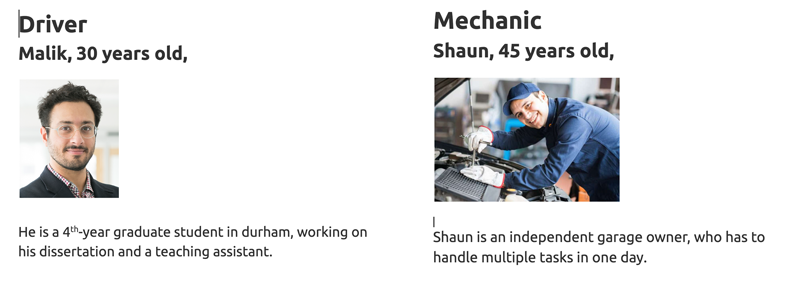 Driver
Malik, 30 years old,
He is a 4th-year graduate student in durham, working on
his dissertation and a teaching assistant.
Mechanic
Shaun, 45 years old,
Shaun is an independent garage owner, who has to
handle multiple tasks in one day.